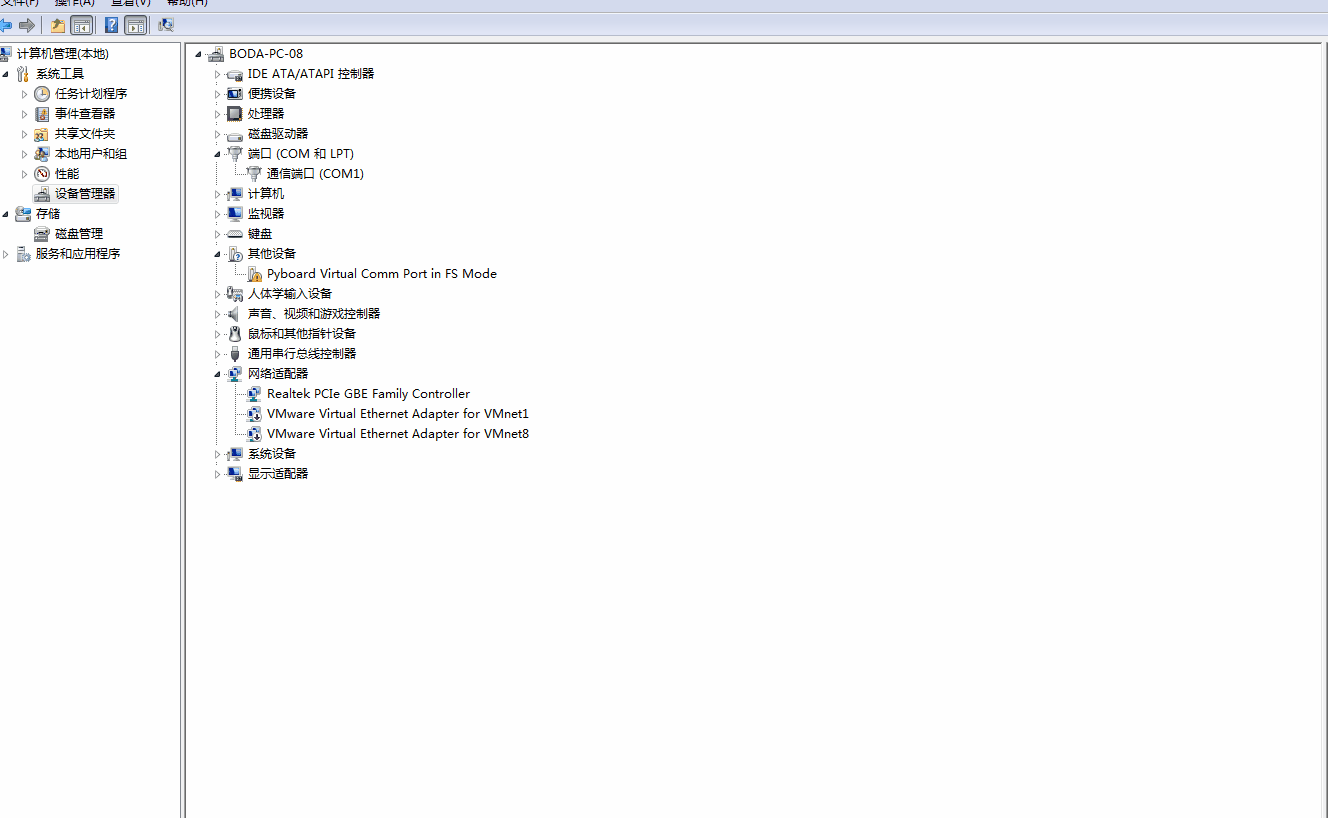 文件(F) 操作(A) 查看(V) 帮助(H)
计算机管理(本地)
系统工具
任务计划程序
事件查看器
共享文件夹
本地用户和组
性能
设备管理器
存储
磁盘管理
服务和应用程序
BODA-PC-08
IDE ATA/ATAPI 控制器
便携设备
处理器
磁盘驱动器
端口 (COM 和 LPT)
通信端口 (COM1)
计算机
监视器
键盘
其他设备
Pyboard Virtual Comm Port in FS Mode
人体学输入设备
声音、视频和游戏控制器
鼠标和其他指针设备
通用串行总线控制器
网络适配器
Realtek PCIe GBE Family Controller
VMware Virtual Ethernet Adapter for VMnet1
VMware Virtual Ethernet Adapter for VMnet8
系统设备
显示适配器